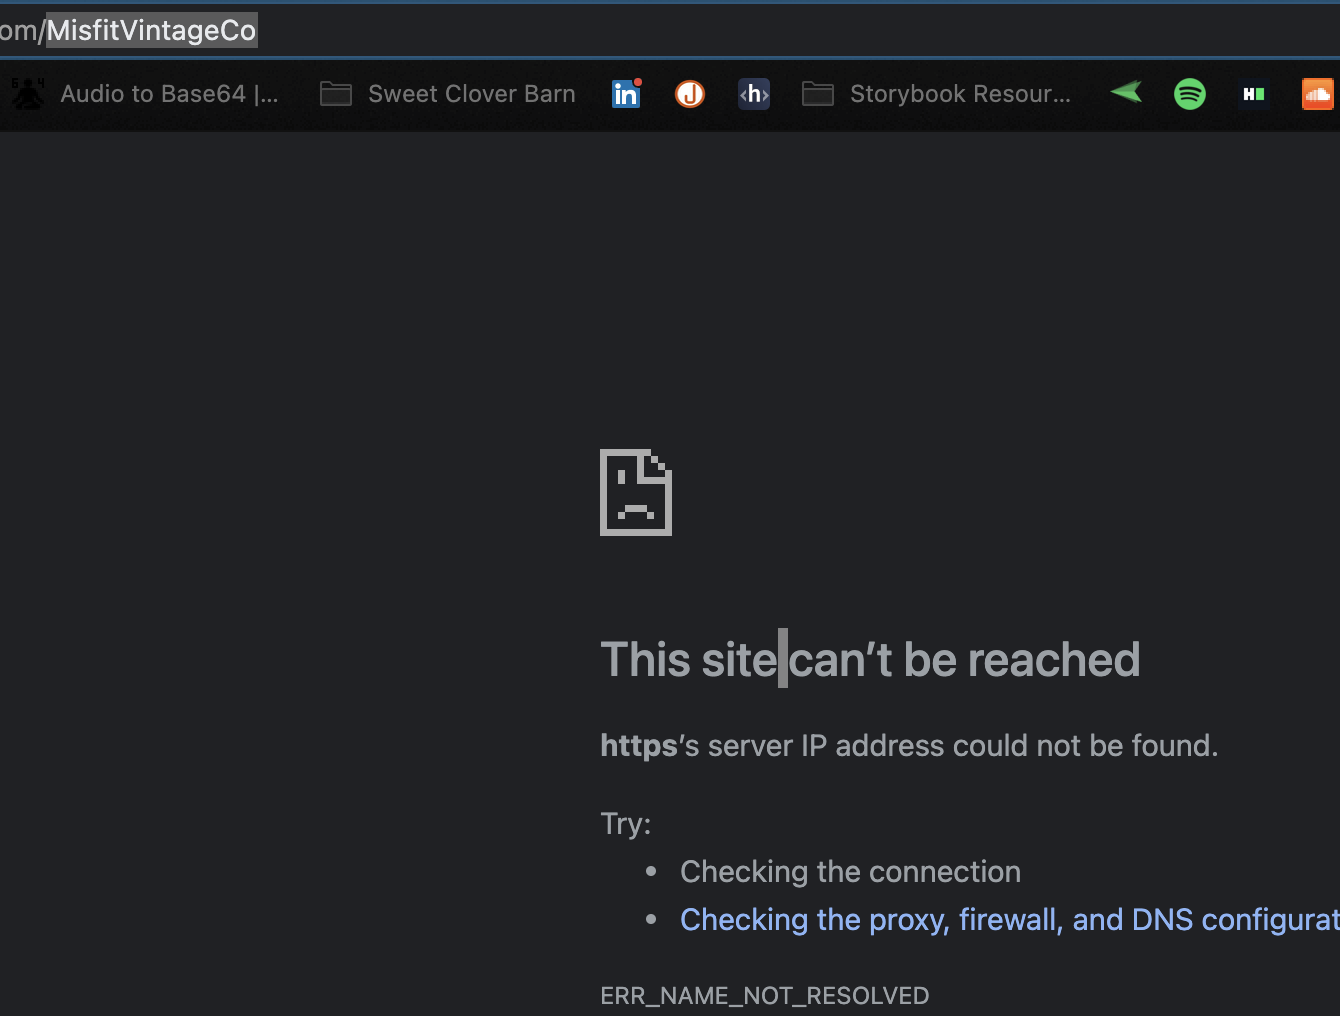 om/MisfitVintageCo
Audio to Base64 |...
Sweet Clover Barn
in
J
<h>
Storybook Resour...
H
This site can't be reached
https's server IP address could not be found.
Try:
• Checking the connection
• Checking the proxy, firewall, and DNS configurat
ERR_NAME_NOT_RESOLVED